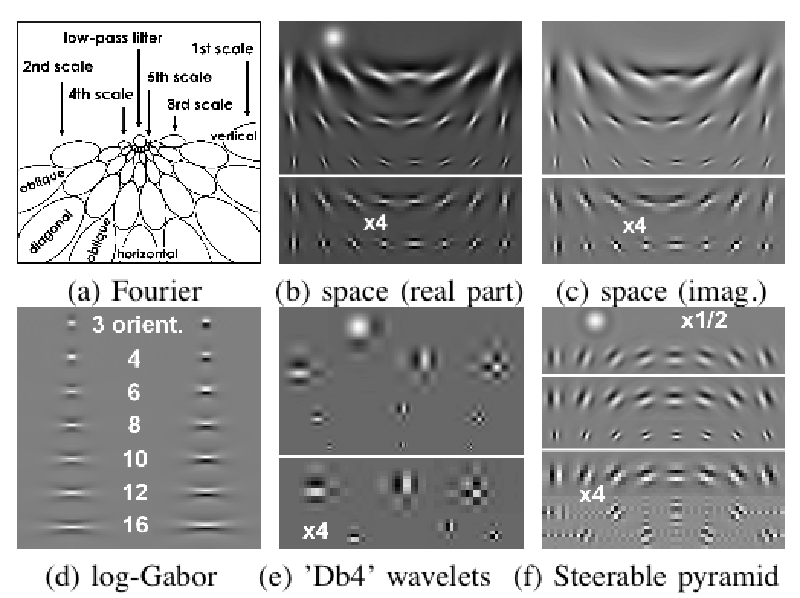 low-pass filter
1st scale
2nd scale
5th scale
4th scale
3rd scale
vertical
oblique
diagonal
oblique
horizontal
x4
x4
(a) Fourier
(b) space (real part)
(c) space (imag.)
3 orient.
4
6
8
10
12
16
x4
x1/2
x4
(d) log-Gabor
(e) 'Db4' wavelets
(f) Steerable pyramid